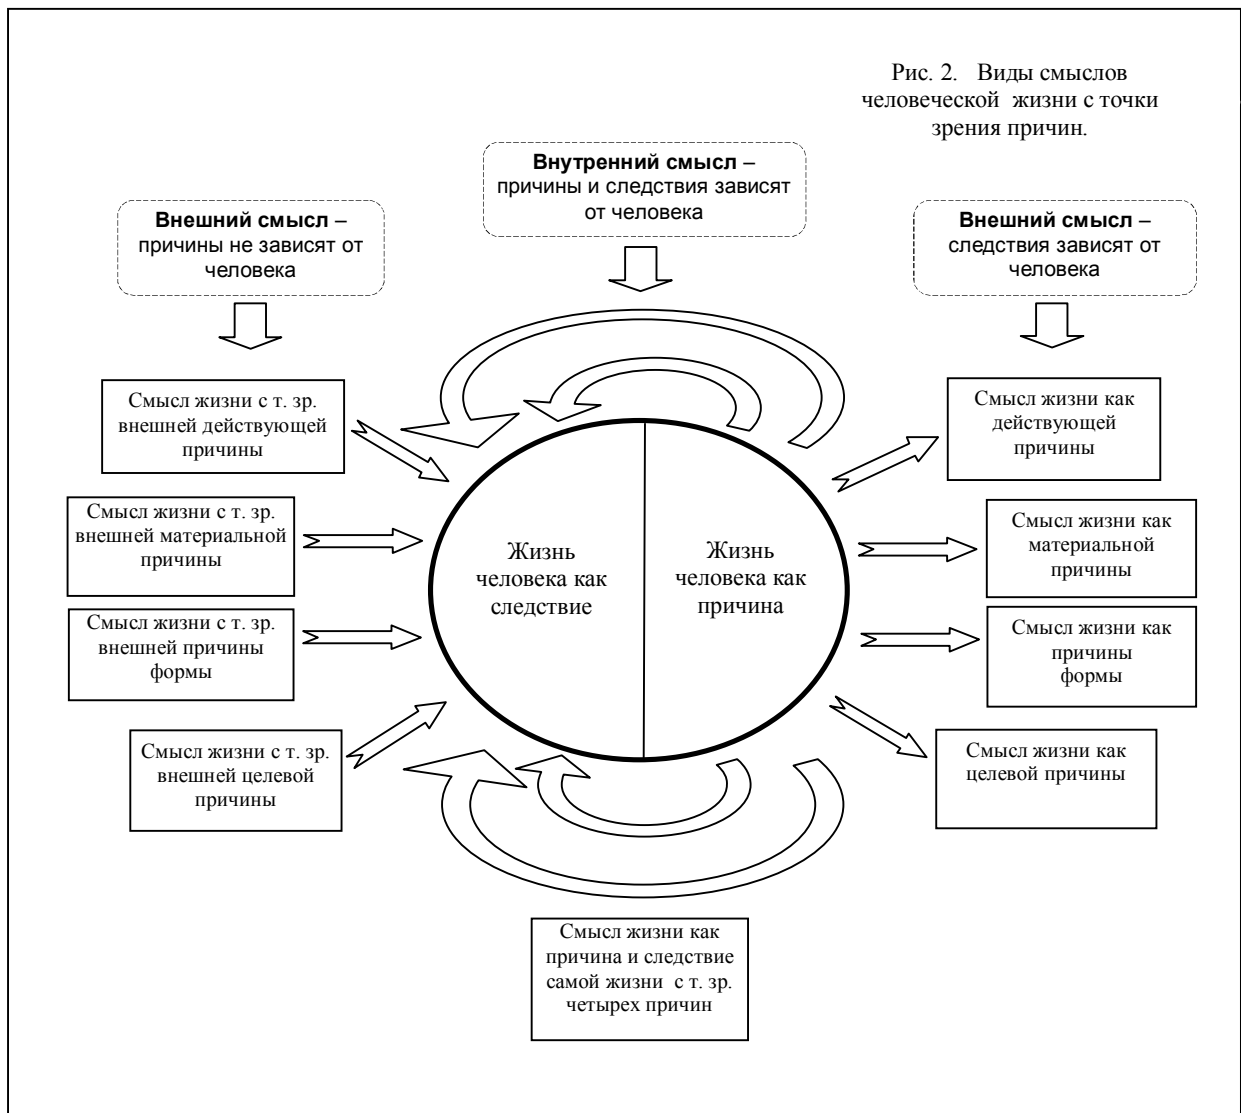 Рис. 2. Виды смыслов
человеческой жизни с точки
зрения причин.
Внутренний смысл –
причины и следствия зависят
от человека
Внешний смысл –
причины не зависят от
человека
Внешний смысл –
следствия зависят от
человека
Смысл жизни с т. зр.
внешней действующей
причины
Смысл жизни с т. зр.
внешней материальной
причины
Смысл жизни с т. зр.
внешней причины
формы
Смысл жизни с т. зр.
внешней целевой
причины
Жизнь
человека как
следствие
Жизнь
человека как
причина
Смысл жизни как
действующей
причины
Смысл жизни как
материальной
причины
Смысл жизни как
причины
формы
Смысл жизни как
целевой причины
Смысл жизни как
причина и следствие
самой жизни с т. зр.
четырех причин